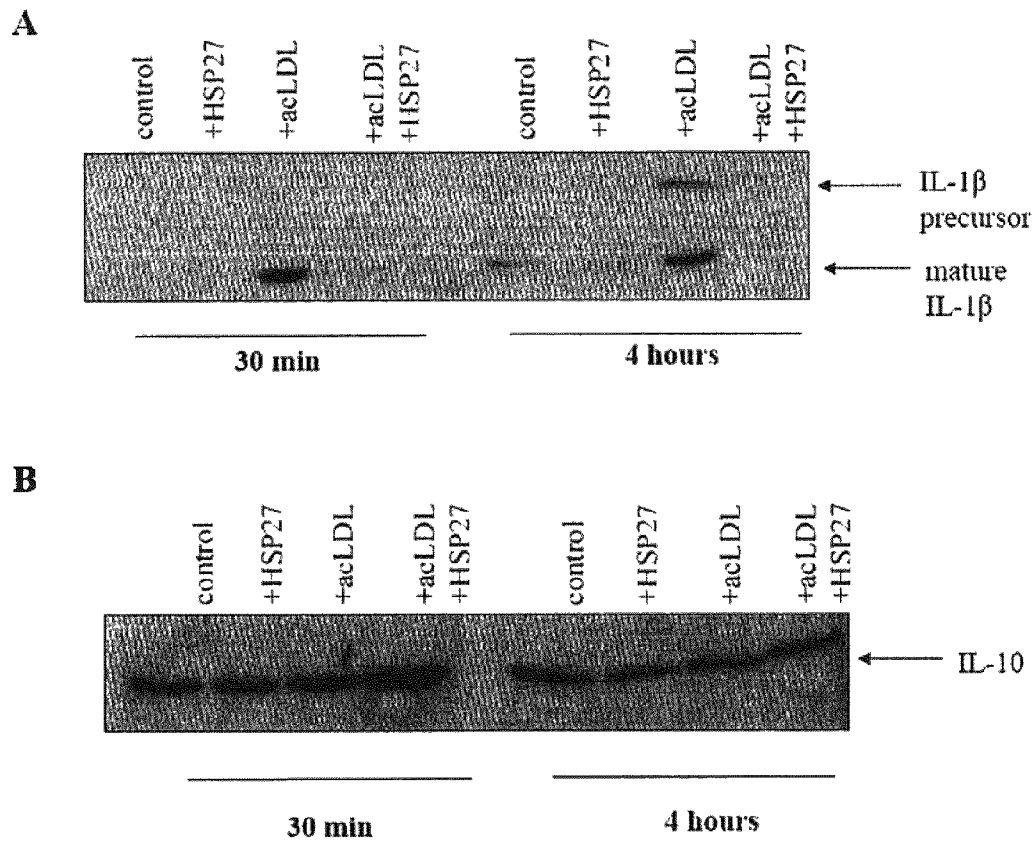 A
control
+HSP27
+acLDL
+acLDL
+HSP27
control
+HSP27
+acLDL
+acLDL
+HSP27
IL-1β
precursor
mature
IL-1β
30 min
4 hours
B
control
+HSP27
+acLDL
+acLDL
+HSP27
control
+HSP27
+acLDL
+acLDL
+HSP27
IL-10
30 min
4 hours